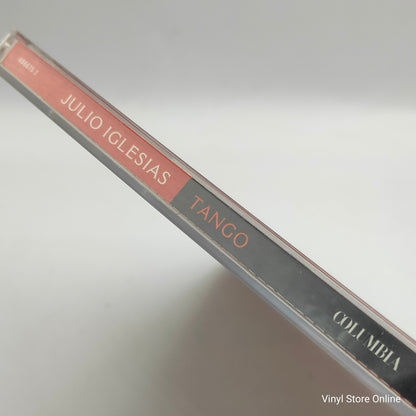 JULIO IGLESIAS
TANGO
COLUMBIA
Vinyl Store Online